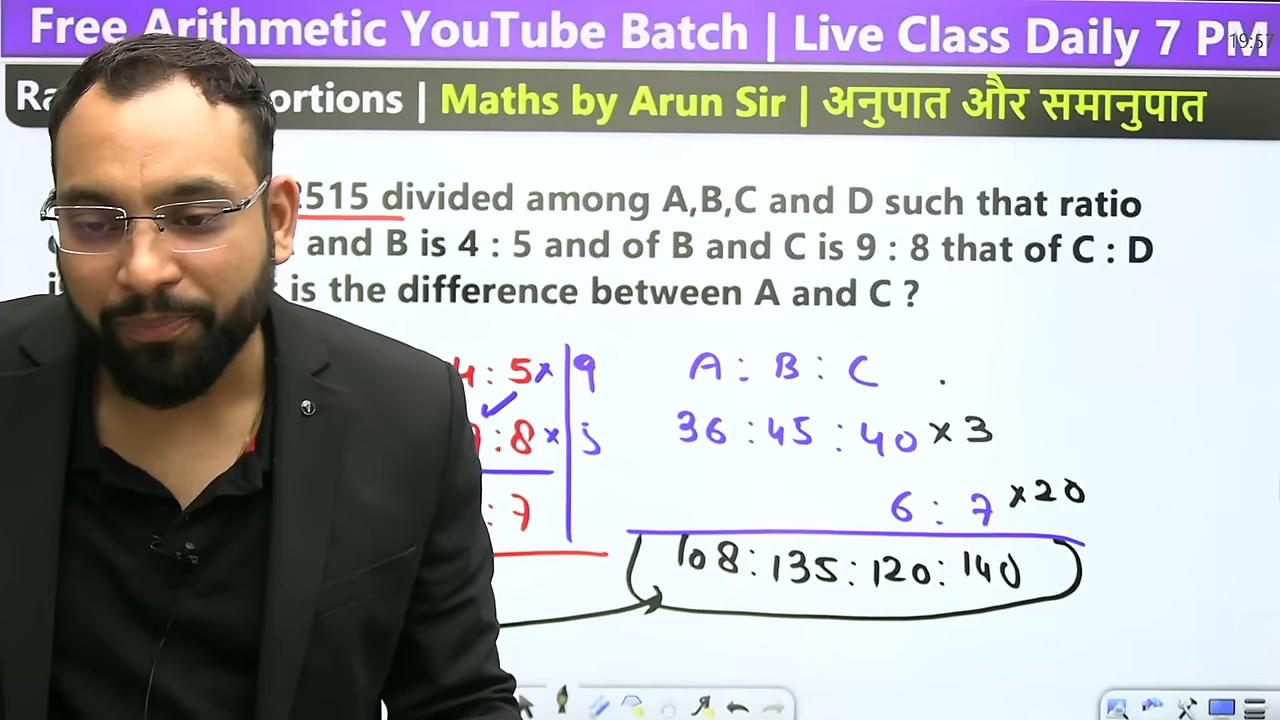 Free Arithmetic YouTube Batch | Live Class Daily 7 PM
19:57
Ra ortions | Maths by Arun Sir | अनुपात और समानुपात
2515 divided among A,B,C and D such that ratio
and B is 4 : 5 and of B and C is 9 : 8 that of C : D
is the difference between A and C ?
4 : 5 × 9
A : B : C
: 8 × 5
36 : 45 : 40 × 3
: 7
6 : 7 × 20
108 : 135 : 120 : 140